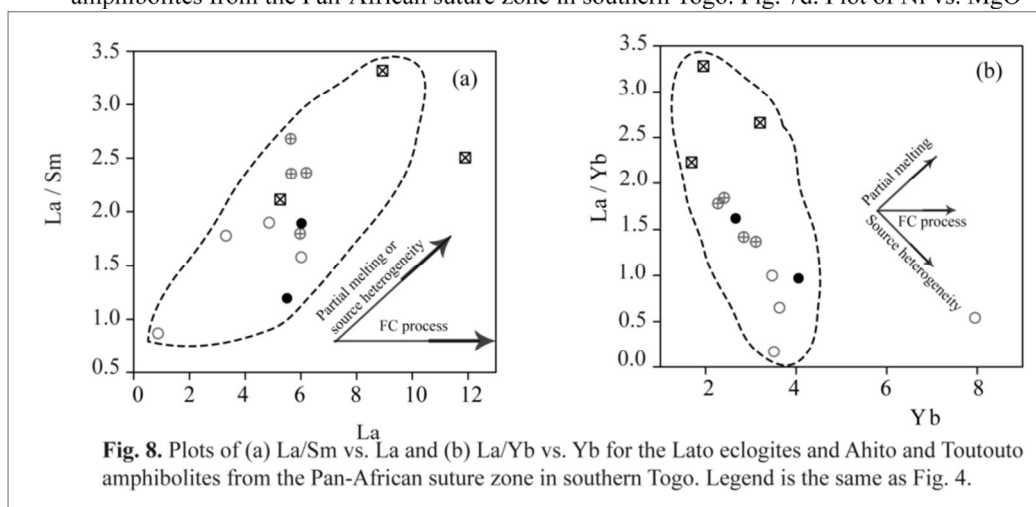 amphibolites from the Pan-African suture zone in southern Togo. Fig. 7d. Plot of Ni vs. MgO
3.5
3.0
2.5
2.0
1.5
1.0
0.5
La / Sm
(a)
Partial melting or
source heterogeneity
FC process
0 2 4 6 8 10 12
La
3.5
3.0
2.5
2.0
1.5
1.0
0.5
0.0
La / Yb
(b)
Partial melting
FC process
Source heterogeneity
2 4 6 8
Yb
Fig. 8. Plots of (a) La/Sm vs. La and (b) La/Yb vs. Yb for the Lato eclogites and Ahito and Toutouto
amphibolites from the Pan-African suture zone in southern Togo. Legend is the same as Fig. 4.